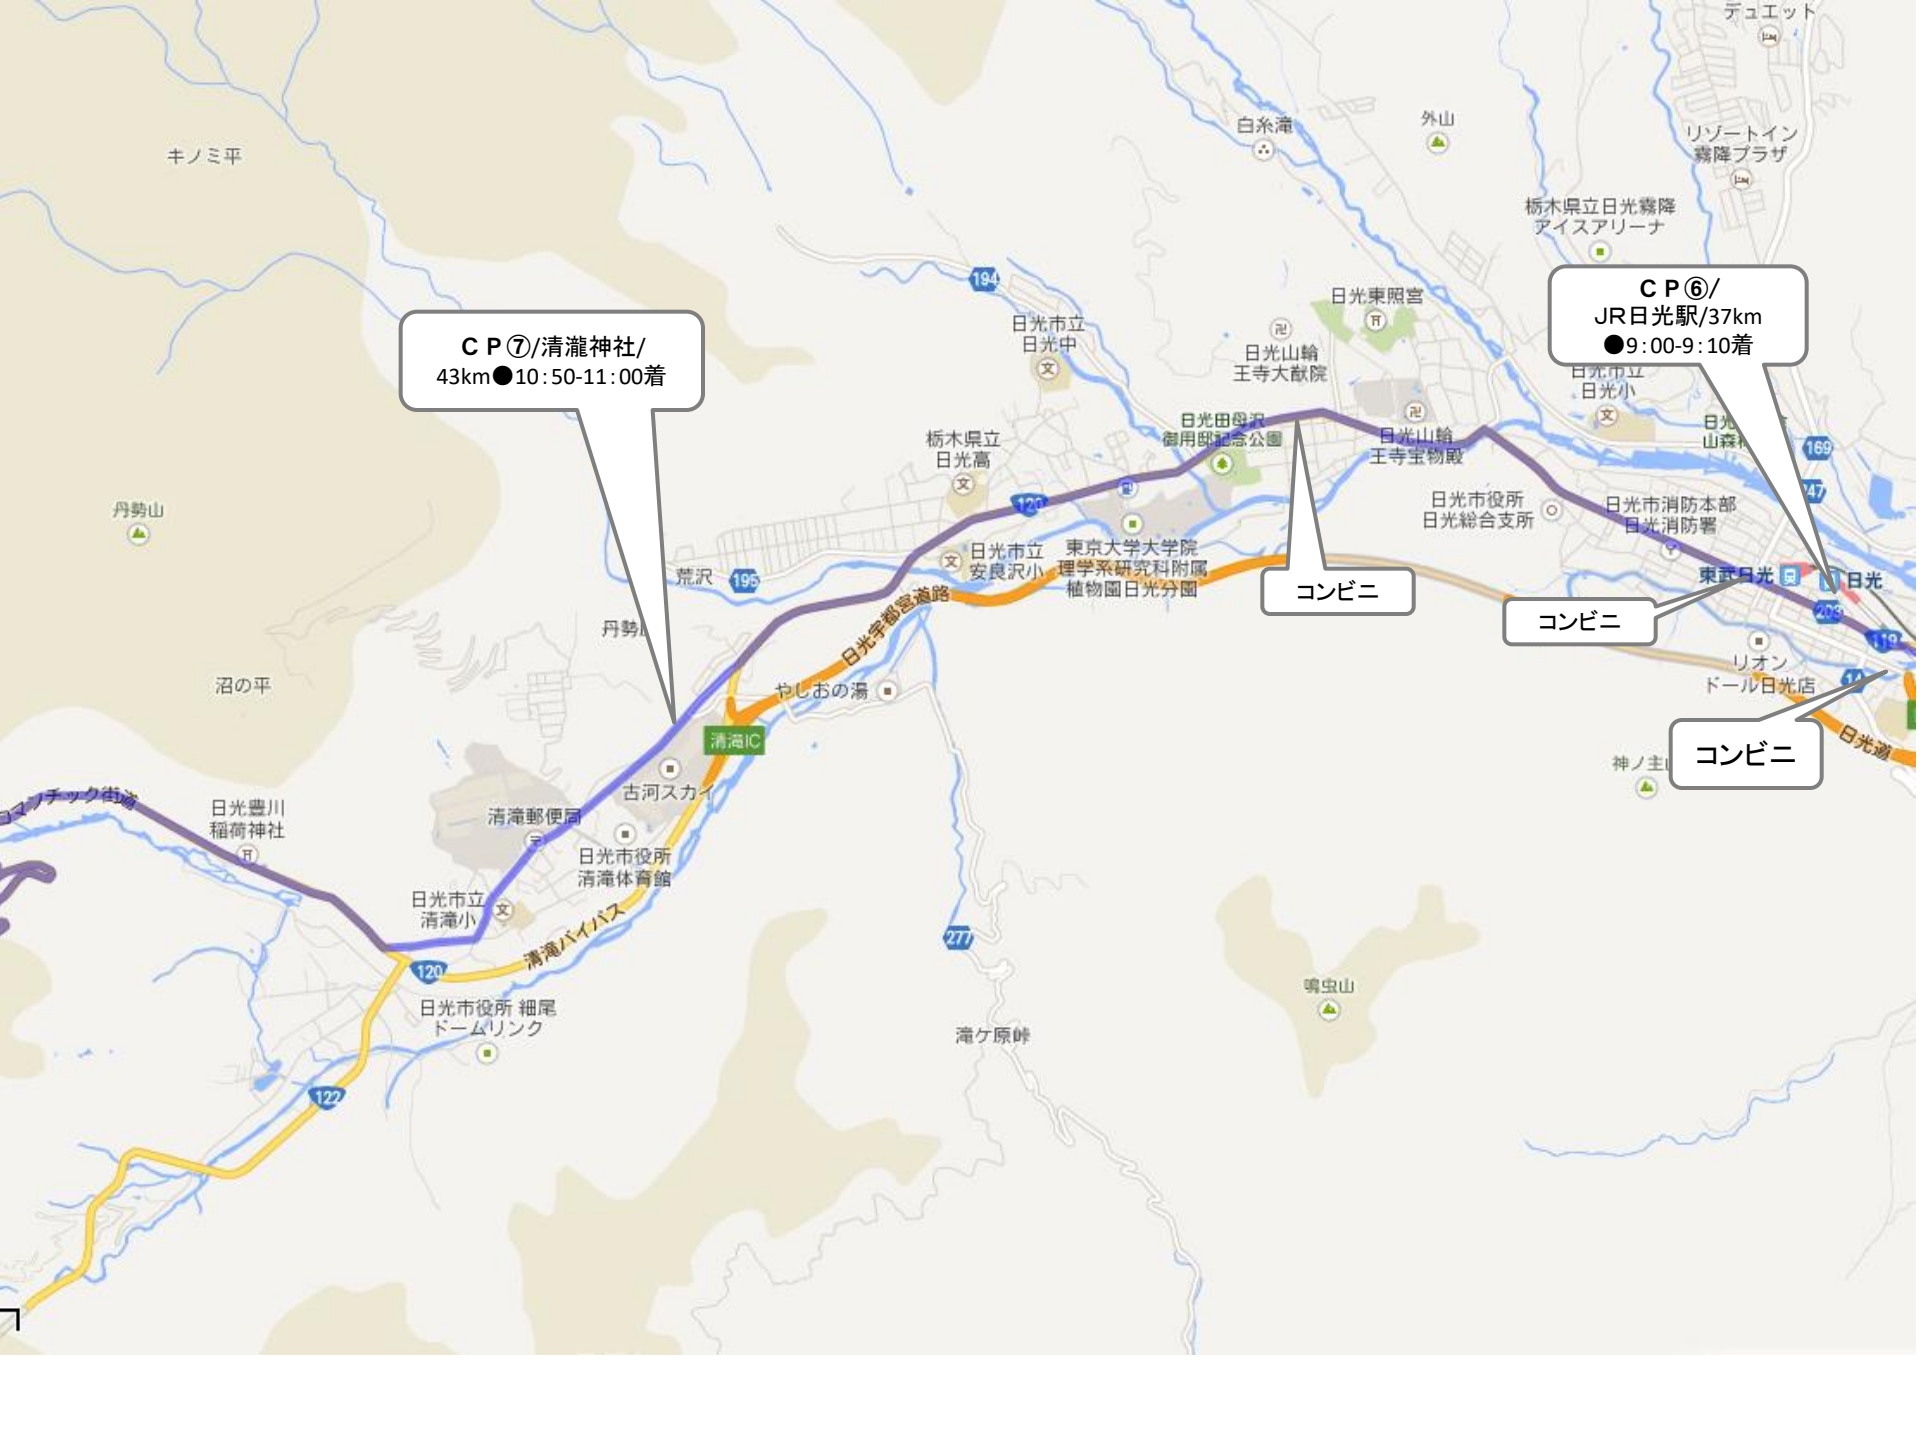 デュエット
外山
白糸滝
リゾートイン
霧降プラザ
キノミ平
栃木県立日光霧降
アイスアリーナ
194
日光東照宮
ＣＰ⑥/
ＪＲ日光駅/37km
●9：00-9：10着
日光市立
日光中
ＣＰ⑦/清瀧神社/
43km●10：50-11：00着
日光山輪
王寺大猷院
日光市立
日光小
日光田母沢
御用邸記念公園
栃木県立
日光高
日光山輪
王寺宝物殿
169
247
120
日光市役所
日光総合支所
日光市消防本部
日光消防署
丹勢山
日光市立
安良沢小
東京大学大学院
理学系研究科附属
植物園日光分園
荒沢
195
コンビニ
東武日光
日光
コンビニ
203
119
日光宇都宮道路
沼の平
やしおの湯
リオン
ドール日光店
14
清滝IC
コンビニ
日光道
古河スカイ
ロマンチック街道
日光豊川
稲荷神社
清滝郵便局
日光市役所
清滝体育館
日光市立
清滝小
清滝バイパス
277
120
鳴虫山
日光市役所 細尾
ドームリンク
滝ケ原峠
122